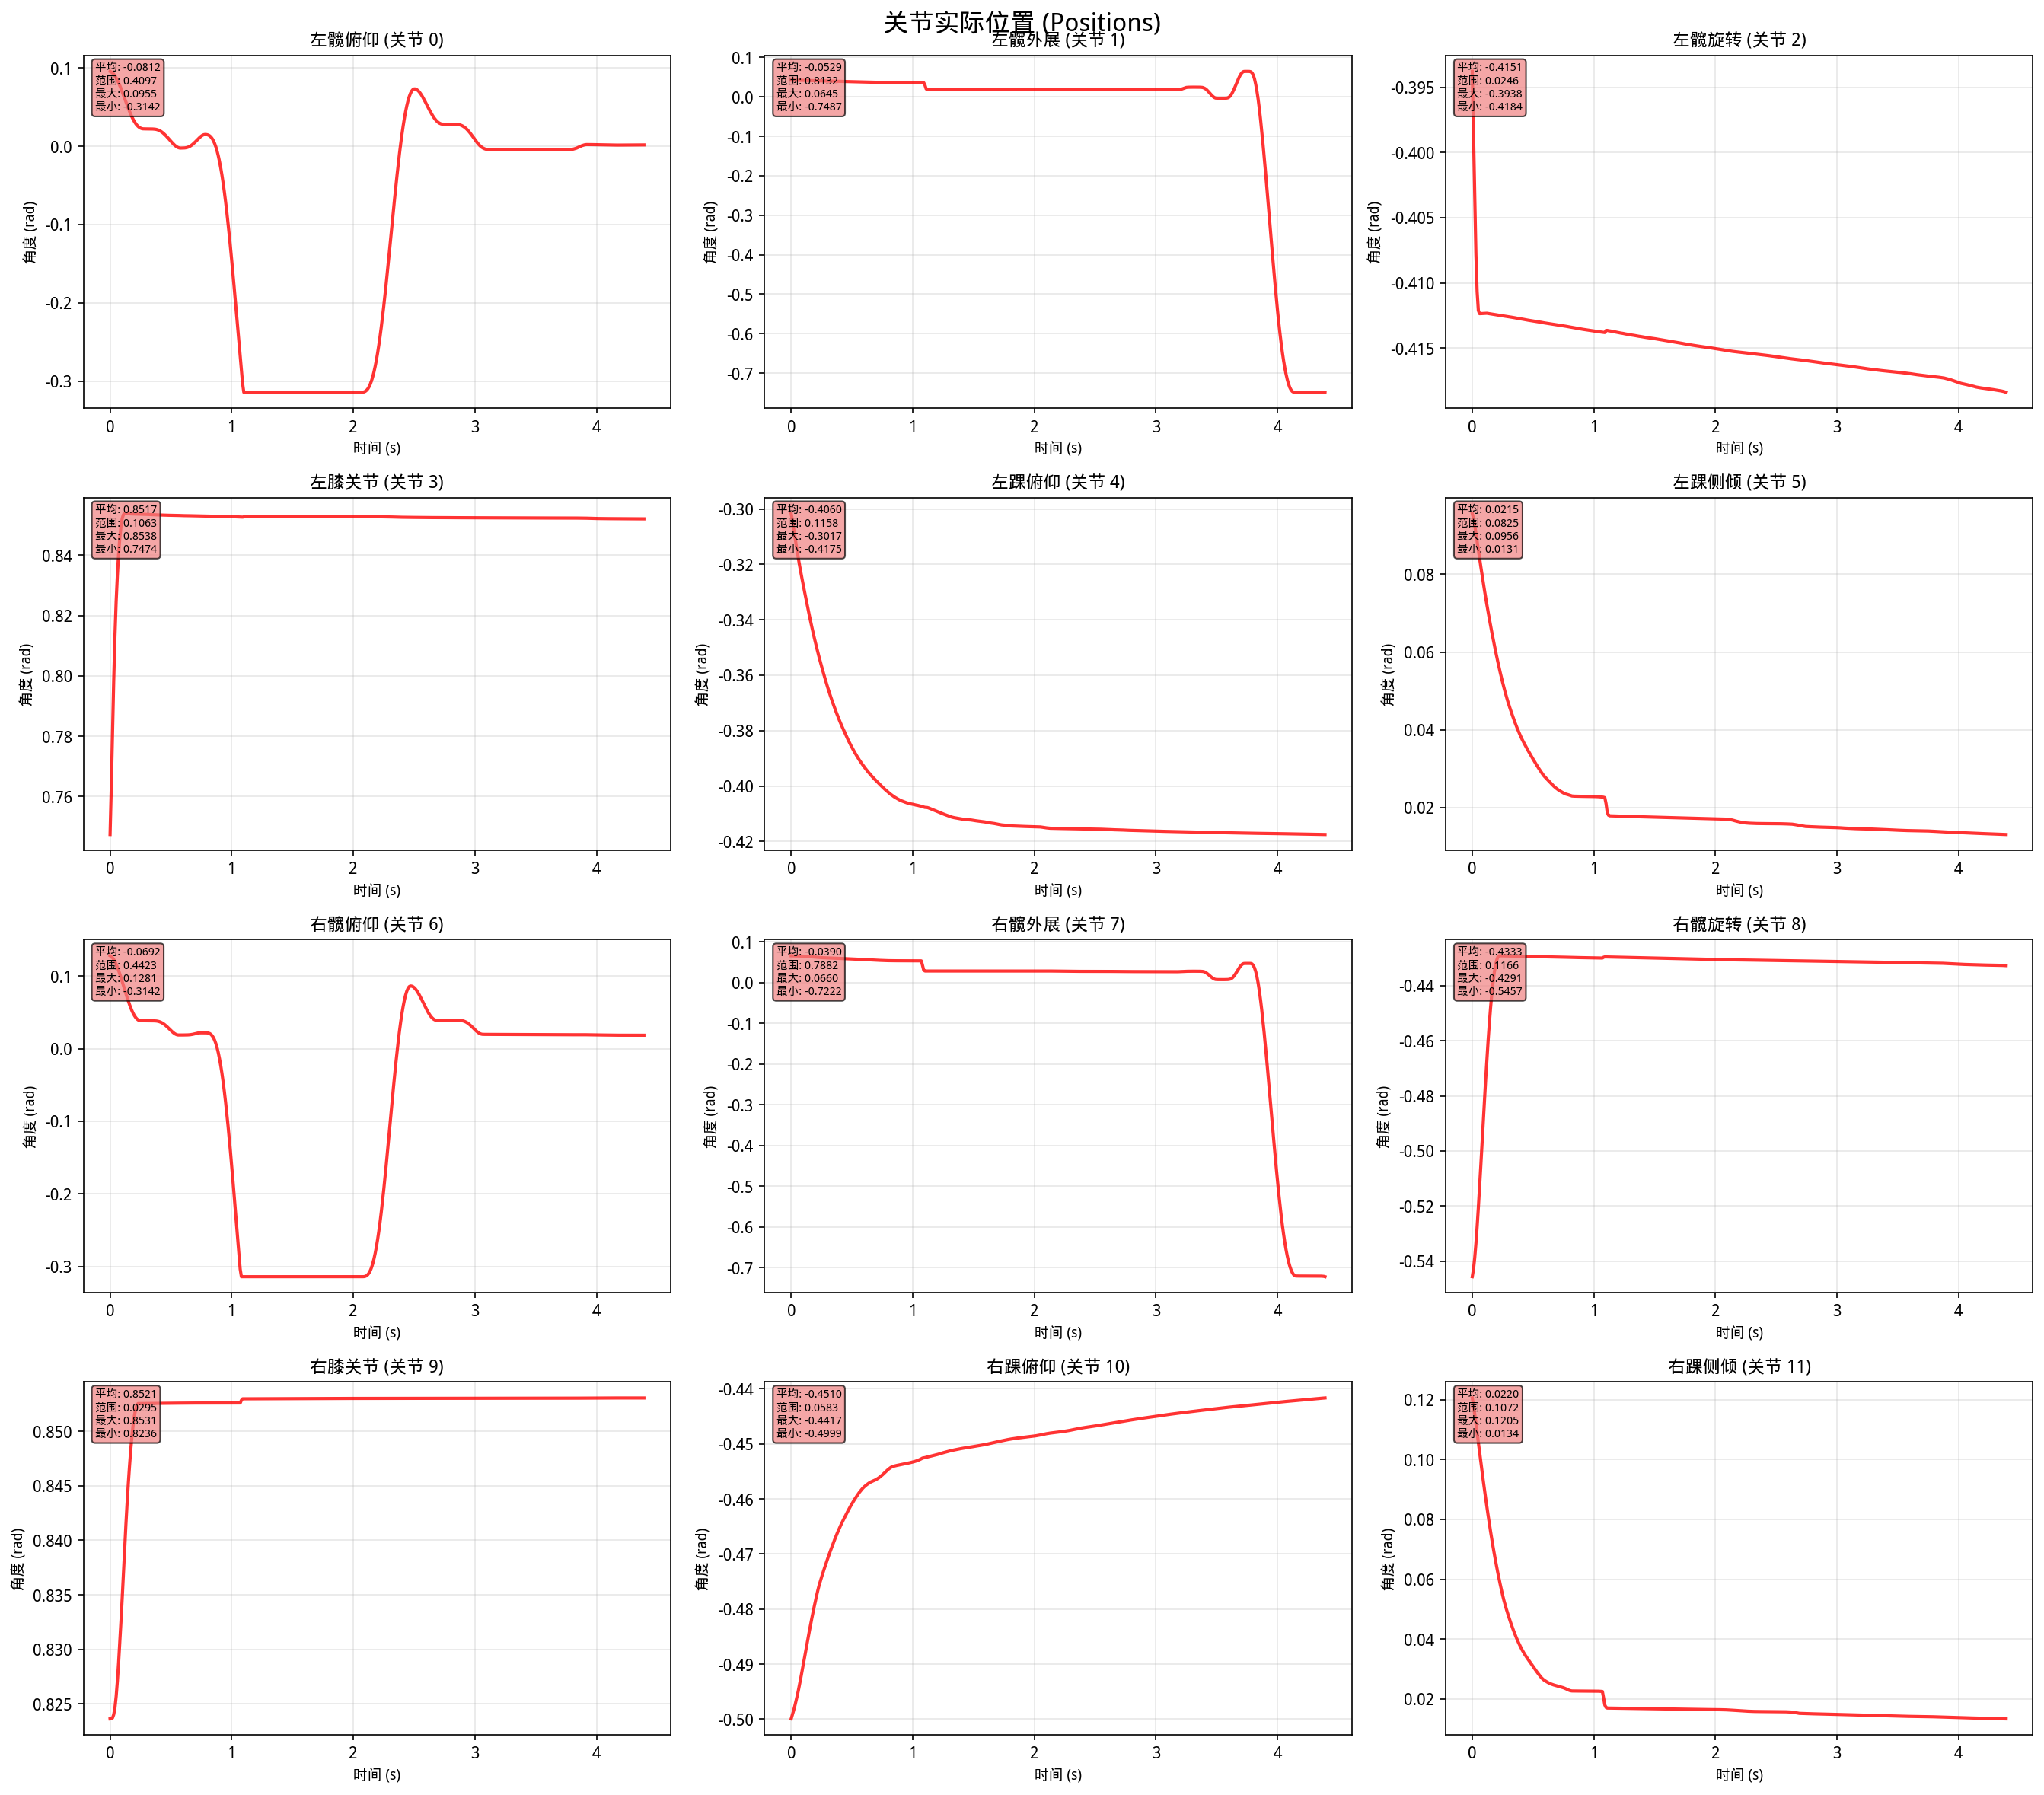 关节实际位置 (Positions)
左髋俯仰 (关节 0)
平均: -0.0812
范围: 0.4097
最大: 0.0955
最小: -0.3142
0.1
0.0
-0.1
-0.2
-0.3
角度 (rad)
0 1 2 3 4
时间 (s)
左髋外展 (关节 1)
平均: -0.0529
范围: 0.8132
最大: 0.0645
最小: -0.7487
0.1
0.0
-0.1
-0.2
-0.3
-0.4
-0.5
-0.6
-0.7
角度 (rad)
0 1 2 3 4
时间 (s)
左髋旋转 (关节 2)
平均: -0.4151
范围: 0.0246
最大: -0.3938
最小: -0.4184
-0.395
-0.400
-0.405
-0.410
-0.415
角度 (rad)
0 1 2 3 4
时间 (s)
左膝关节 (关节 3)
平均: 0.8517
范围: 0.1063
最大: 0.8538
最小: 0.7474
0.84
0.82
0.80
0.78
0.76
角度 (rad)
0 1 2 3 4
时间 (s)
左踝俯仰 (关节 4)
平均: -0.4060
范围: 0.1158
最大: -0.3017
最小: -0.4175
-0.30
-0.32
-0.34
-0.36
-0.38
-0.40
-0.42
角度 (rad)
0 1 2 3 4
时间 (s)
左踝侧倾 (关节 5)
平均: 0.0215
范围: 0.0825
最大: 0.0956
最小: 0.0131
0.08
0.06
0.04
0.02
角度 (rad)
0 1 2 3 4
时间 (s)
右髋俯仰 (关节 6)
平均: -0.0692
范围: 0.4423
最大: 0.1281
最小: -0.3142
0.1
0.0
-0.1
-0.2
-0.3
角度 (rad)
0 1 2 3 4
时间 (s)
右髋外展 (关节 7)
平均: -0.0390
范围: 0.7882
最大: 0.0660
最小: -0.7222
0.1
0.0
-0.1
-0.2
-0.3
-0.4
-0.5
-0.6
-0.7
角度 (rad)
0 1 2 3 4
时间 (s)
右髋旋转 (关节 8)
平均: -0.4333
范围: 0.1166
最大: -0.4291
最小: -0.5457
-0.44
-0.46
-0.48
-0.50
-0.52
-0.54
角度 (rad)
0 1 2 3 4
时间 (s)
右膝关节 (关节 9)
平均: 0.8521
范围: 0.0295
最大: 0.8531
最小: 0.8236
0.850
0.845
0.840
0.835
0.830
0.825
角度 (rad)
0 1 2 3 4
时间 (s)
右踝俯仰 (关节 10)
平均: -0.4510
范围: 0.0583
最大: -0.4417
最小: -0.4999
-0.44
-0.45
-0.46
-0.47
-0.48
-0.49
-0.50
角度 (rad)
0 1 2 3 4
时间 (s)
右踝侧倾 (关节 11)
平均: 0.0220
范围: 0.1072
最大: 0.1205
最小: 0.0134
0.12
0.10
0.08
0.06
0.04
0.02
角度 (rad)
0 1 2 3 4
时间 (s)